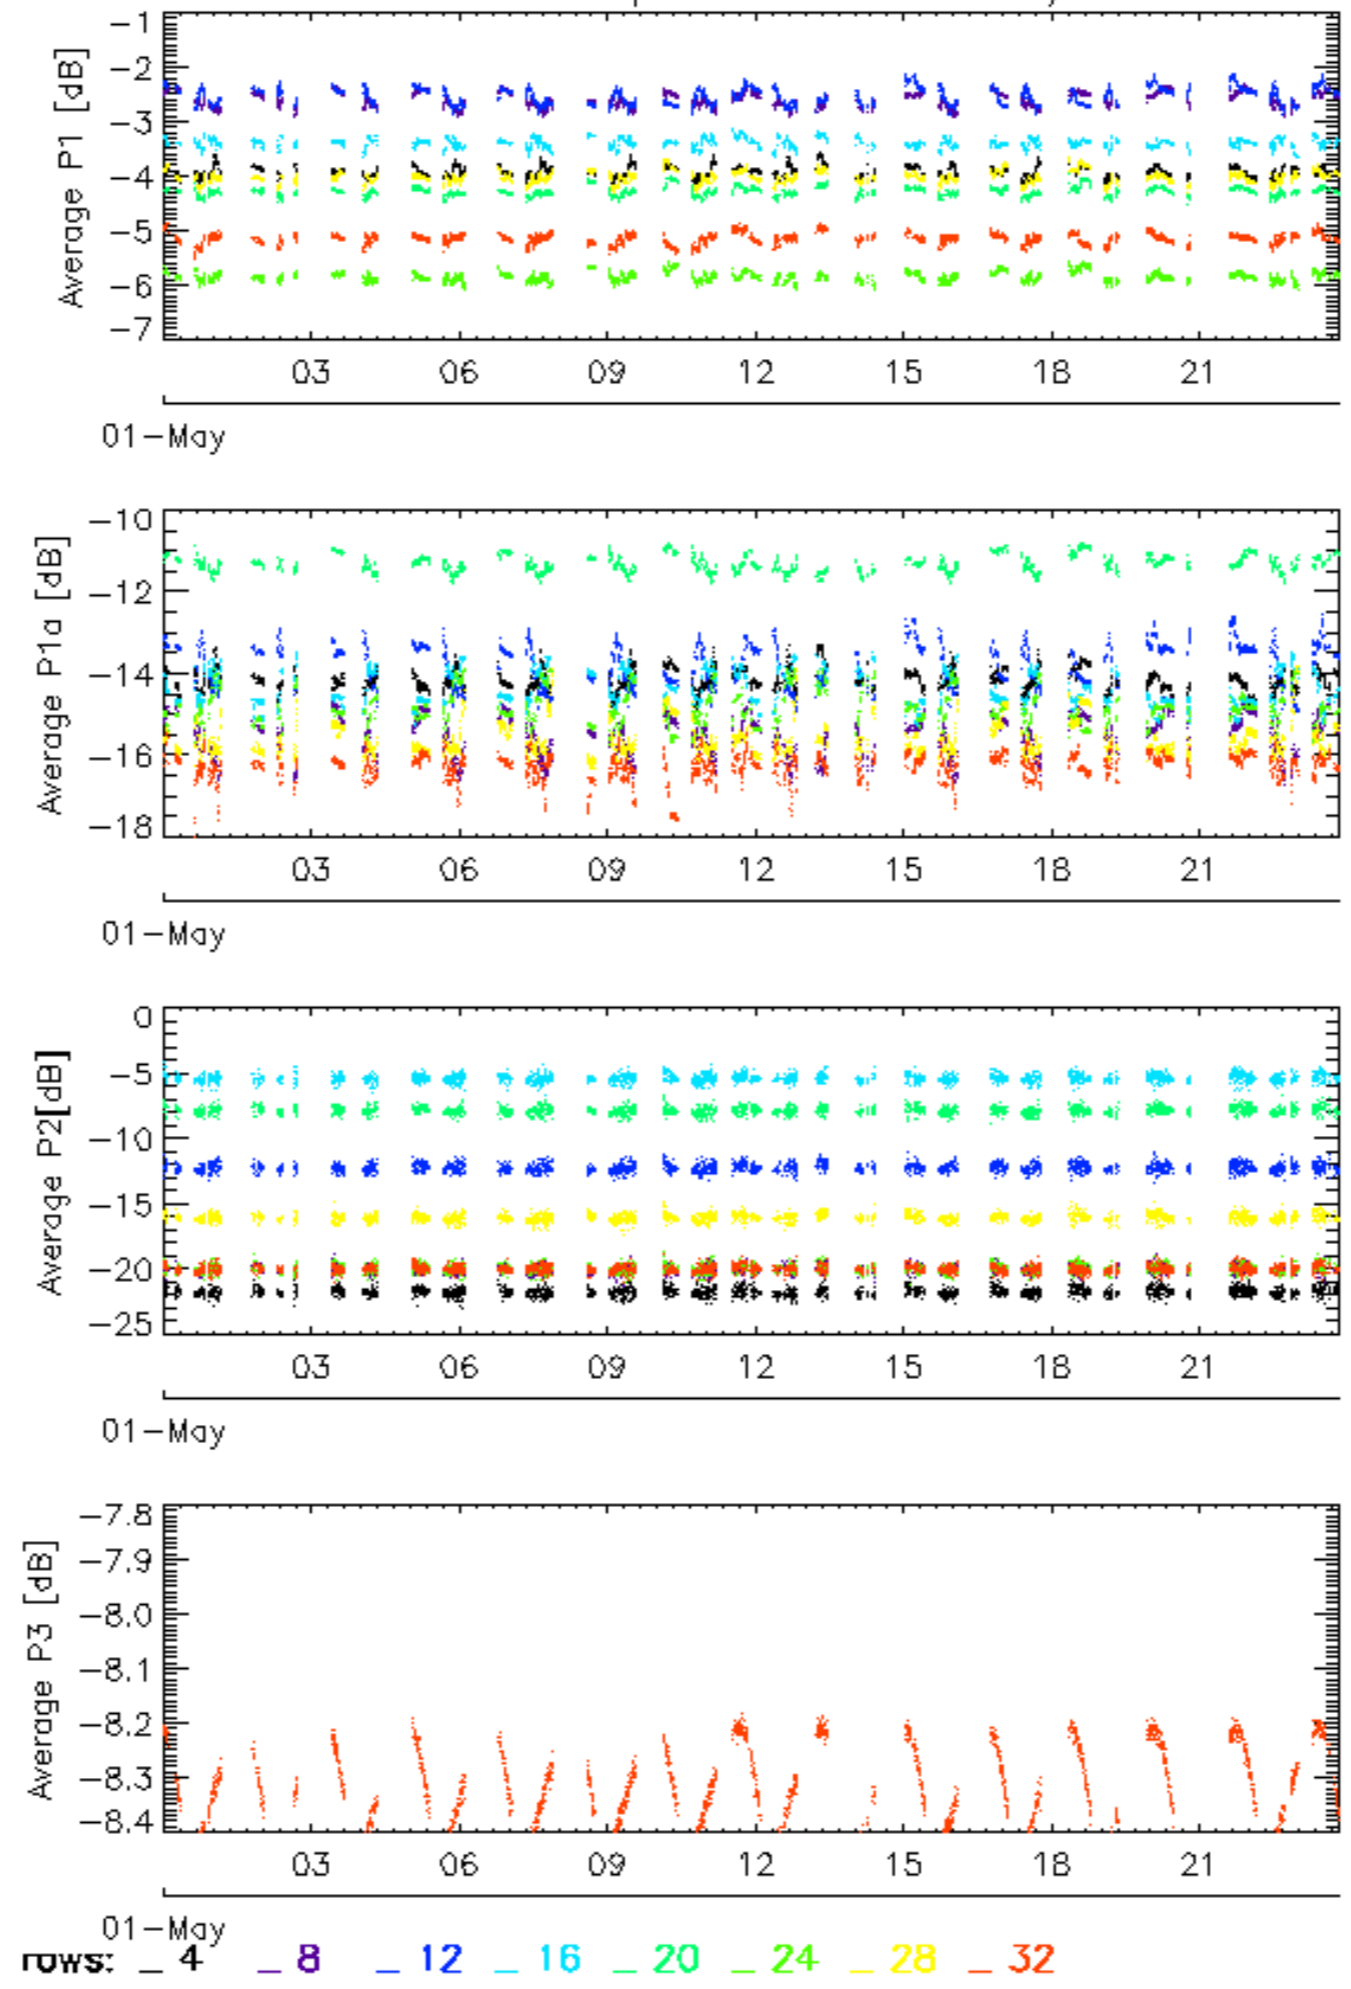 Average P1 [dB]
-1
-2
-3
-4
-5
-6
-7
03 06 09 12 15 18 21
01-May
Average P1a [dB]
-10
-12
-14
-16
-18
03 06 09 12 15 18 21
01-May
Average P2[dB]
0
-5
-10
-15
-20
-25
03 06 09 12 15 18 21
01-May
Average P3 [dB]
-7.8
-7.9
-8.0
-8.1
-8.2
-8.3
-8.4
03 06 09 12 15 18 21
01-May
rows: _ 4 _ 8 _ 12 _ 16 _ 20 _ 24 _ 28 _ 32